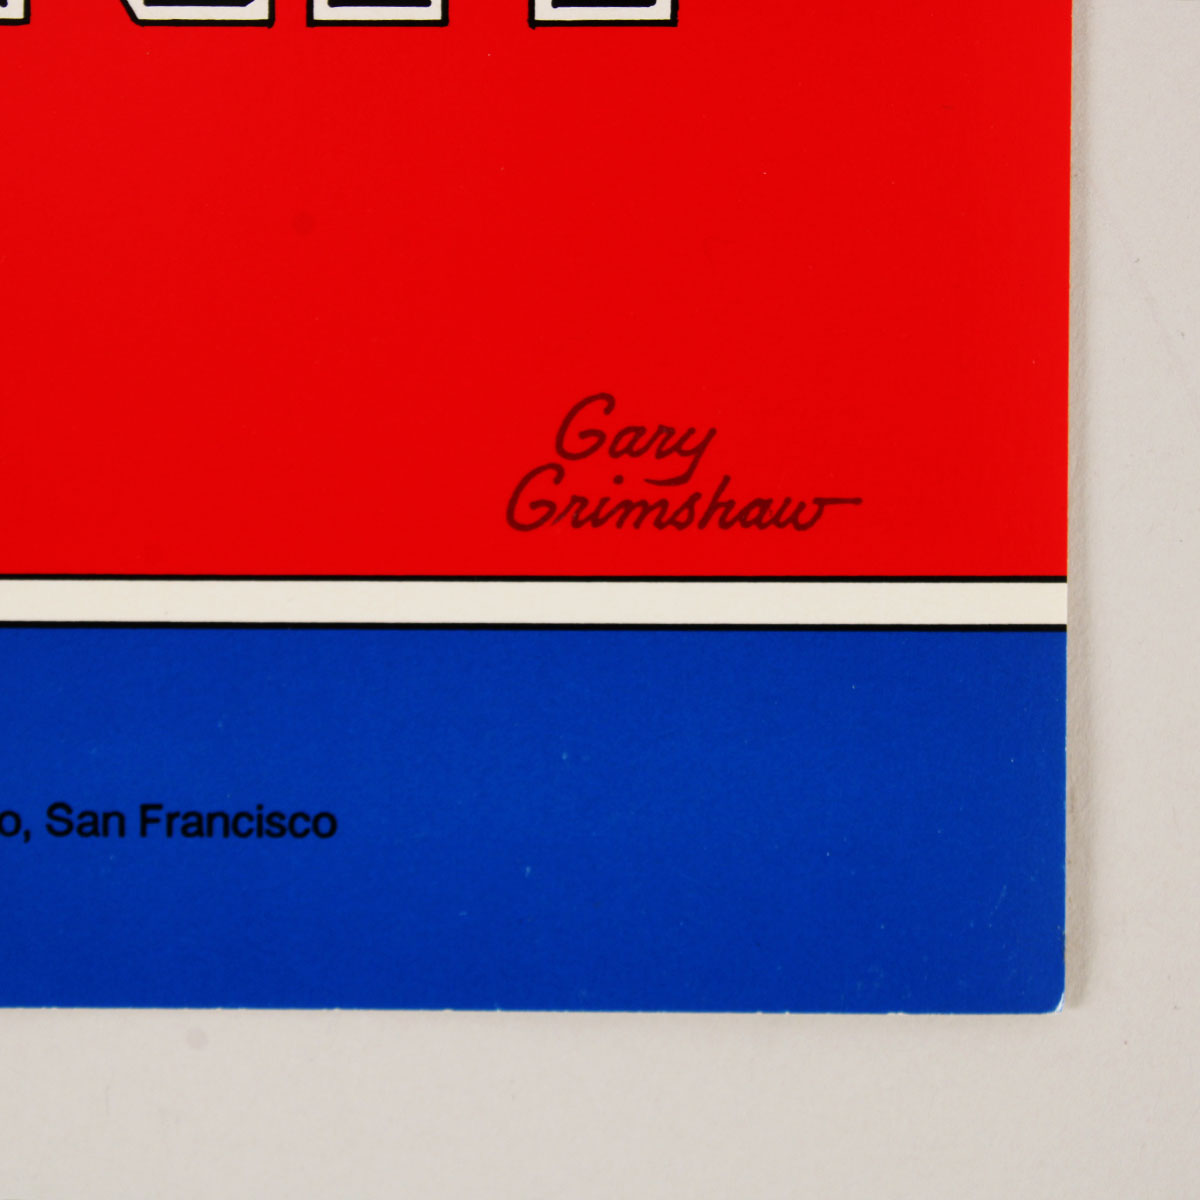 Gary
Grimshaw
o, San Francisco